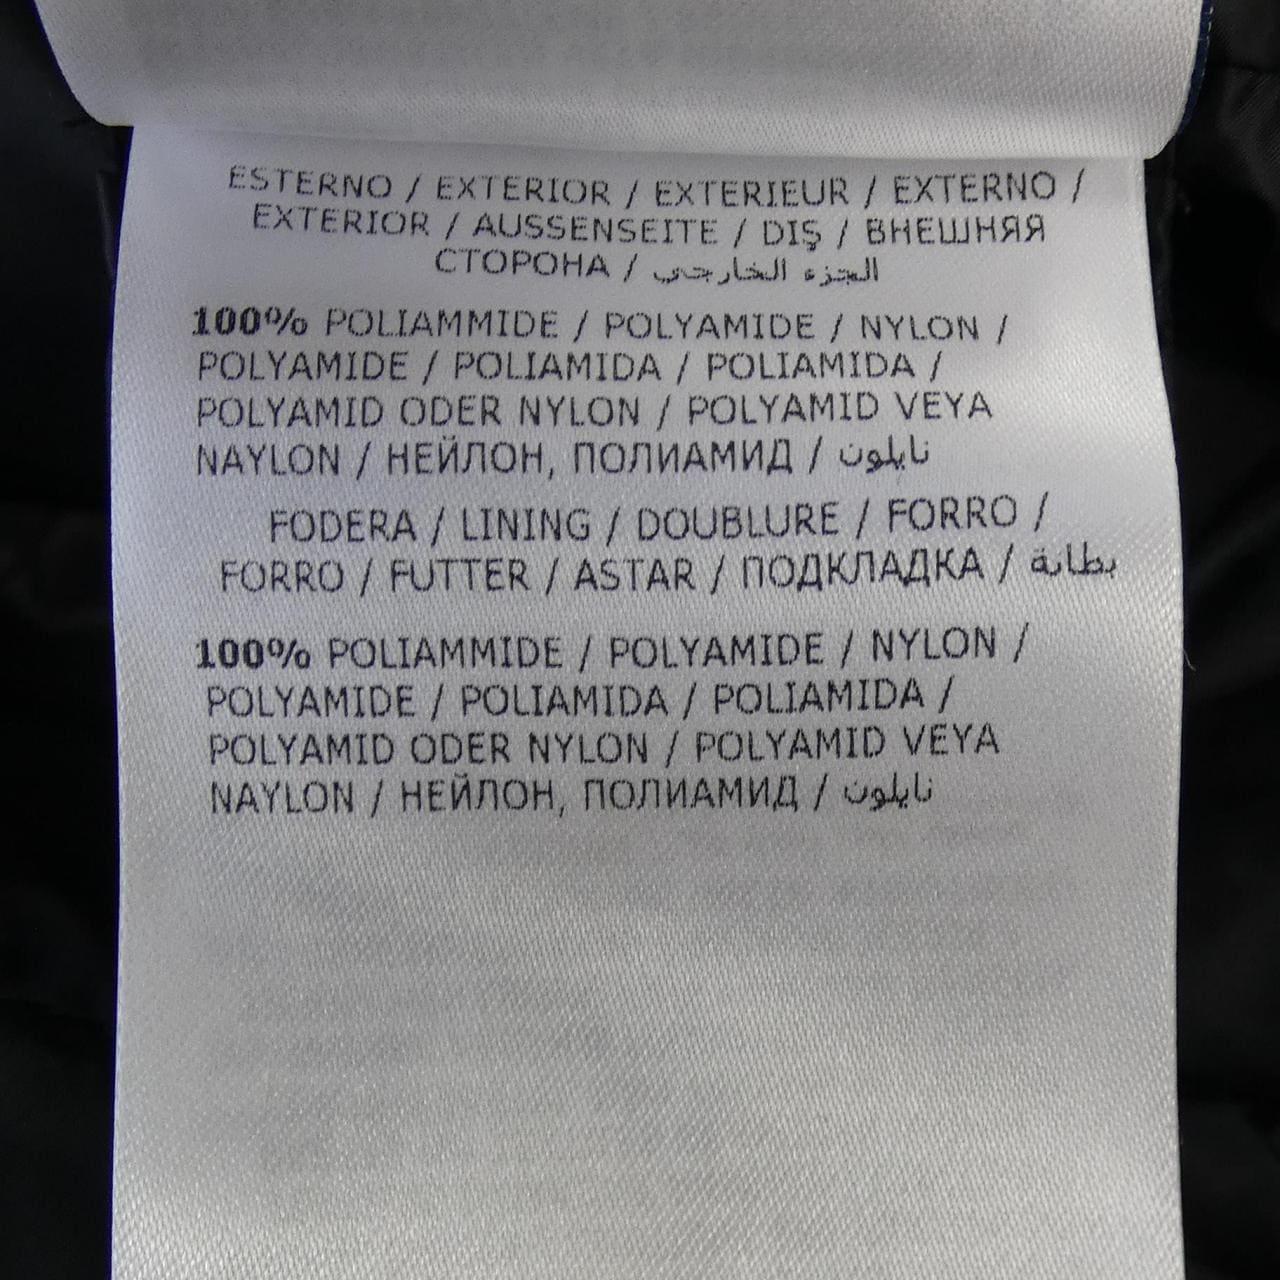 ESTERNO / EXTERIOR / EXTERIEUR / EXTERNO /
EXTERIOR / AUSSENSEITE / DIŞ / ВНЕШНЯЯ
СТОРОНА / الجزء الخارجي
100% POLIAMMIDE / POLYAMIDE / NYLON /
POLYAMIDE / POLIAMIDA / POLIAMIDA /
POLYAMID ODER NYLON / POLYAMID VEYA
NAYLON / НЕЙЛОН, ПОЛИАМИД / نايلون
FODERA / LINING / DOUBLURE / FORRO /
FORRO / FUTTER / ASTAR / ПОДКЛАДКА / بطانة
100% POLIAMMIDE / POLYAMIDE / NYLON /
POLYAMIDE / POLIAMIDA / POLIAMIDA /
POLYAMID ODER NYLON / POLYAMID VEYA
NAYLON / НЕЙЛОН, ПОЛИАМИД / نايلون